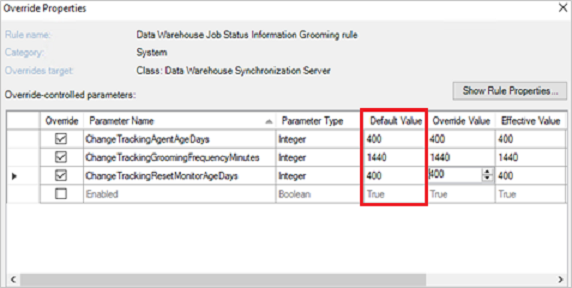 Override Properties
Rule name: Data Warehouse Job Status Information Grooming rule
Category: System
Overrides target: Class: Data Warehouse Synchronization Server
Show Rule Properties...
Override-controlled parameters:
Override Parameter Name Parameter Type Default Value Override Value Effective Value
ChangeTrackingAgentAgeDays Integer 400 400 400
ChangeTrackingGroomingFrequencyMinutes Integer 1440 1440 1440
ChangeTrackingResetMonitorAgeDays Integer 400 400 400
Enabled Boolean True True True